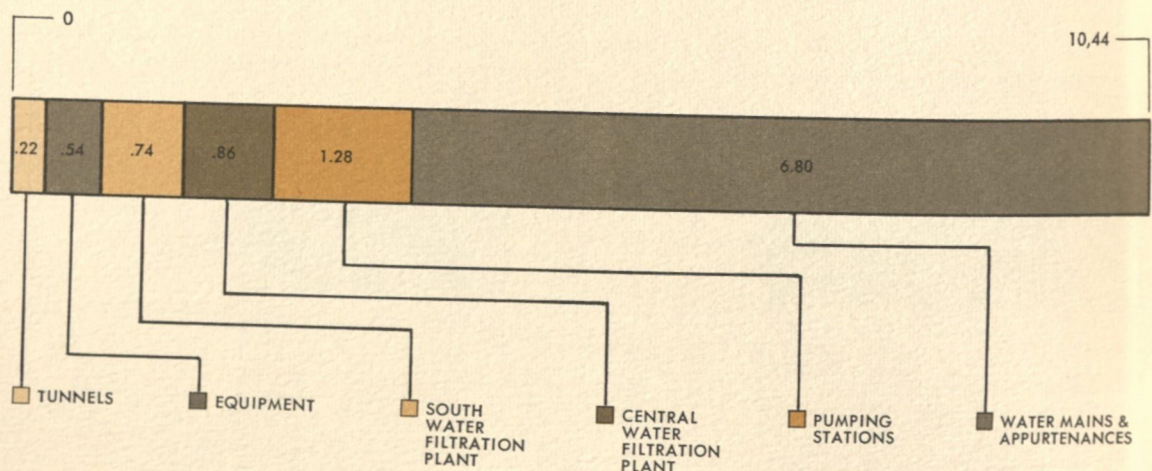 0
10,44
.22 .54 .74 .86 1.28 6.80
TUNNELS
EQUIPMENT
SOUTH
WATER
FILTRATION
PLANT
CENTRAL
WATER
FILTRATION
PLANT
PUMPING
STATIONS
WATER MAINS &
APPURTENANCES